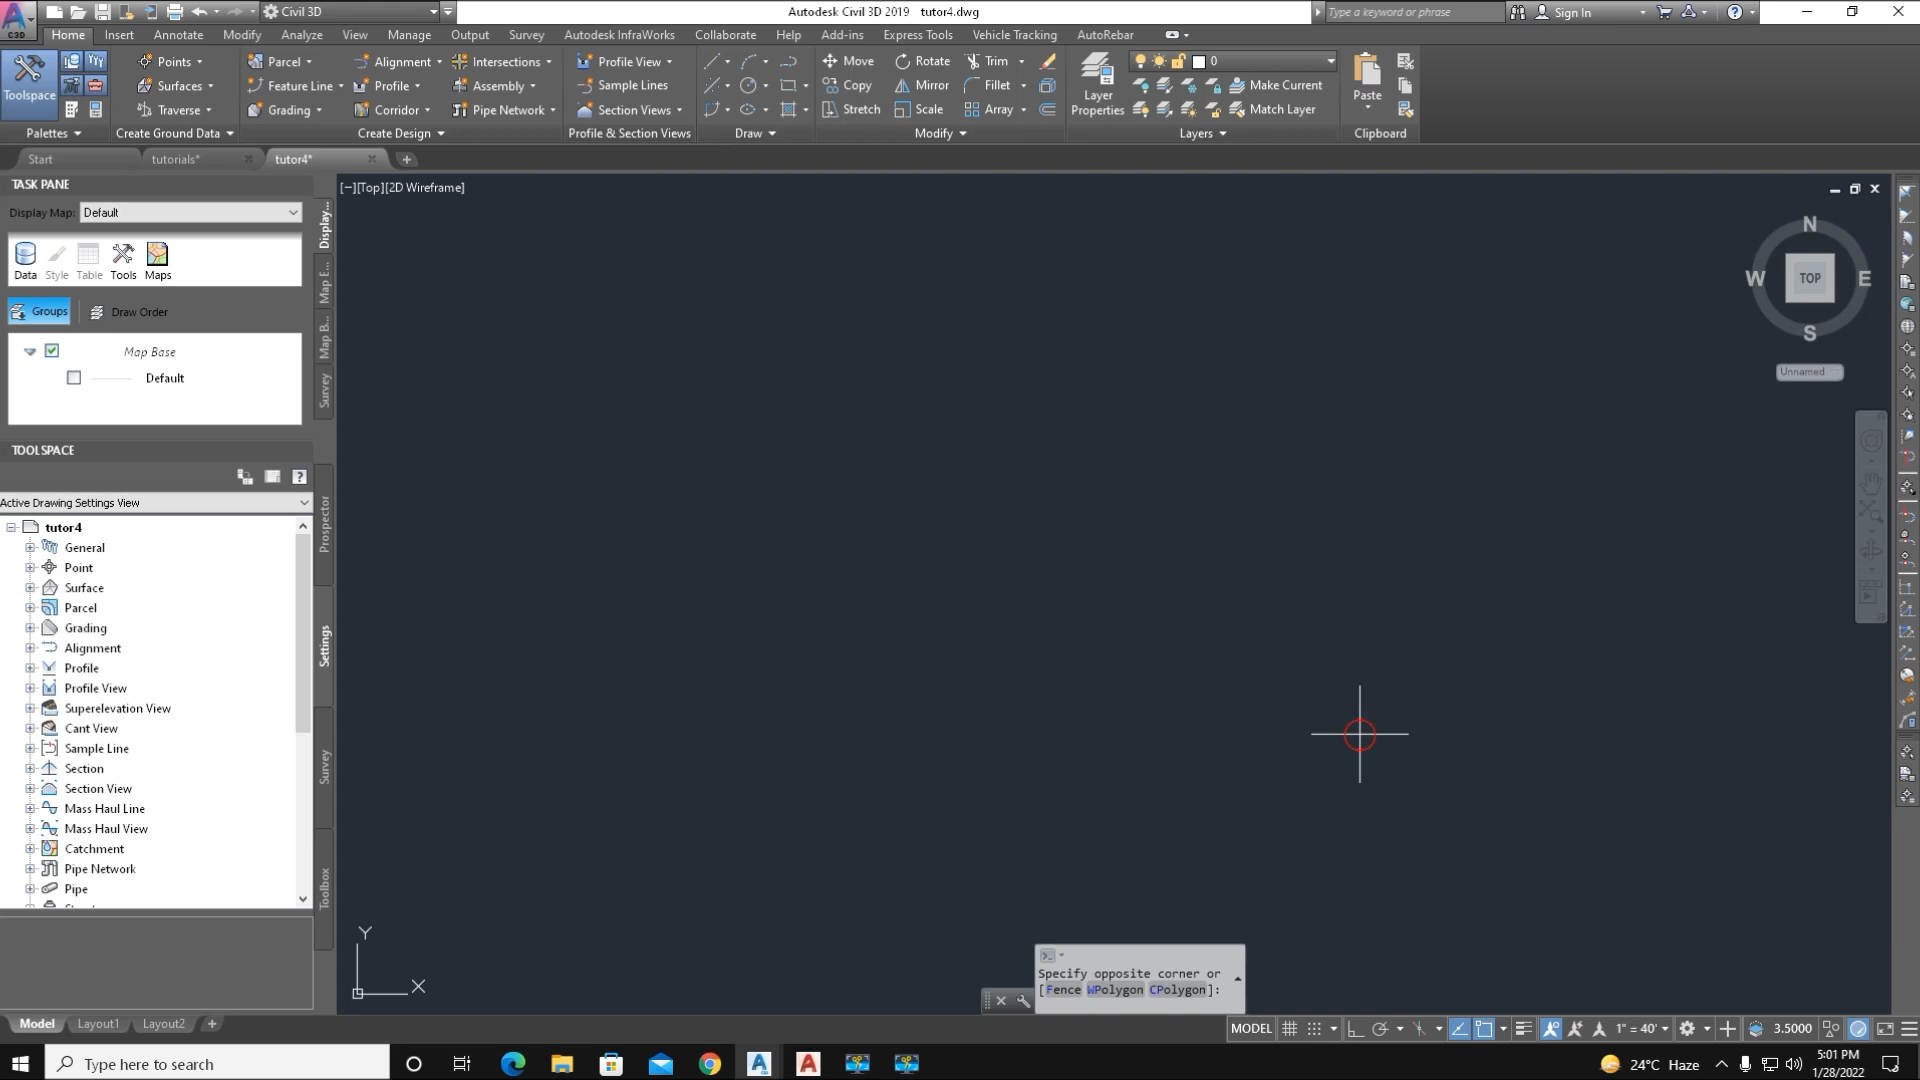 Civil 3D
Autodesk Civil 3D 2019 tutor4.dwg
Type a keyword or phrase
Sign In
C3D
Home Insert Annotate Modify Analyze View Manage Output Survey Autodesk InfraWorks Collaborate Help Add-ins Express Tools Vehicle Tracking AutoRebar
Points Parcel Alignment Intersections Profile View Move Rotate Trim 0
Toolspace Surfaces Feature Line Profile Assembly Sample Lines Copy Mirror Fillet Layer Properties Make Current Paste
Traverse Grading Corridor Pipe Network Section Views Stretch Scale Array Match Layer
Palettes Create Ground Data Create Design Profile & Section Views Draw Modify Layers Clipboard
Start tutorials* tutor4*
TASK PANE
[−][Top][2D Wireframe]
Display Map: Default
Data Style Table Tools Maps
Groups Draw Order
Map Base
Default
Display...
Map E...
Map B...
Survey
N
W TOP E
S
Unnamed
TOOLSPACE
Active Drawing Settings View
tutor4
General
Point
Surface
Parcel
Grading
Alignment
Profile
Profile View
Superelevation View
Cant View
Sample Line
Section
Section View
Mass Haul Line
Mass Haul View
Catchment
Pipe Network
Pipe
Prospector
Settings
Survey
Toolbox
Y
X
Specify opposite corner or
[Fence WPolygon CPolygon]:
Model Layout1 Layout2
MODEL 1" = 40' 3.5000
Type here to search
24°C Haze
5:01 PM
1/28/2022